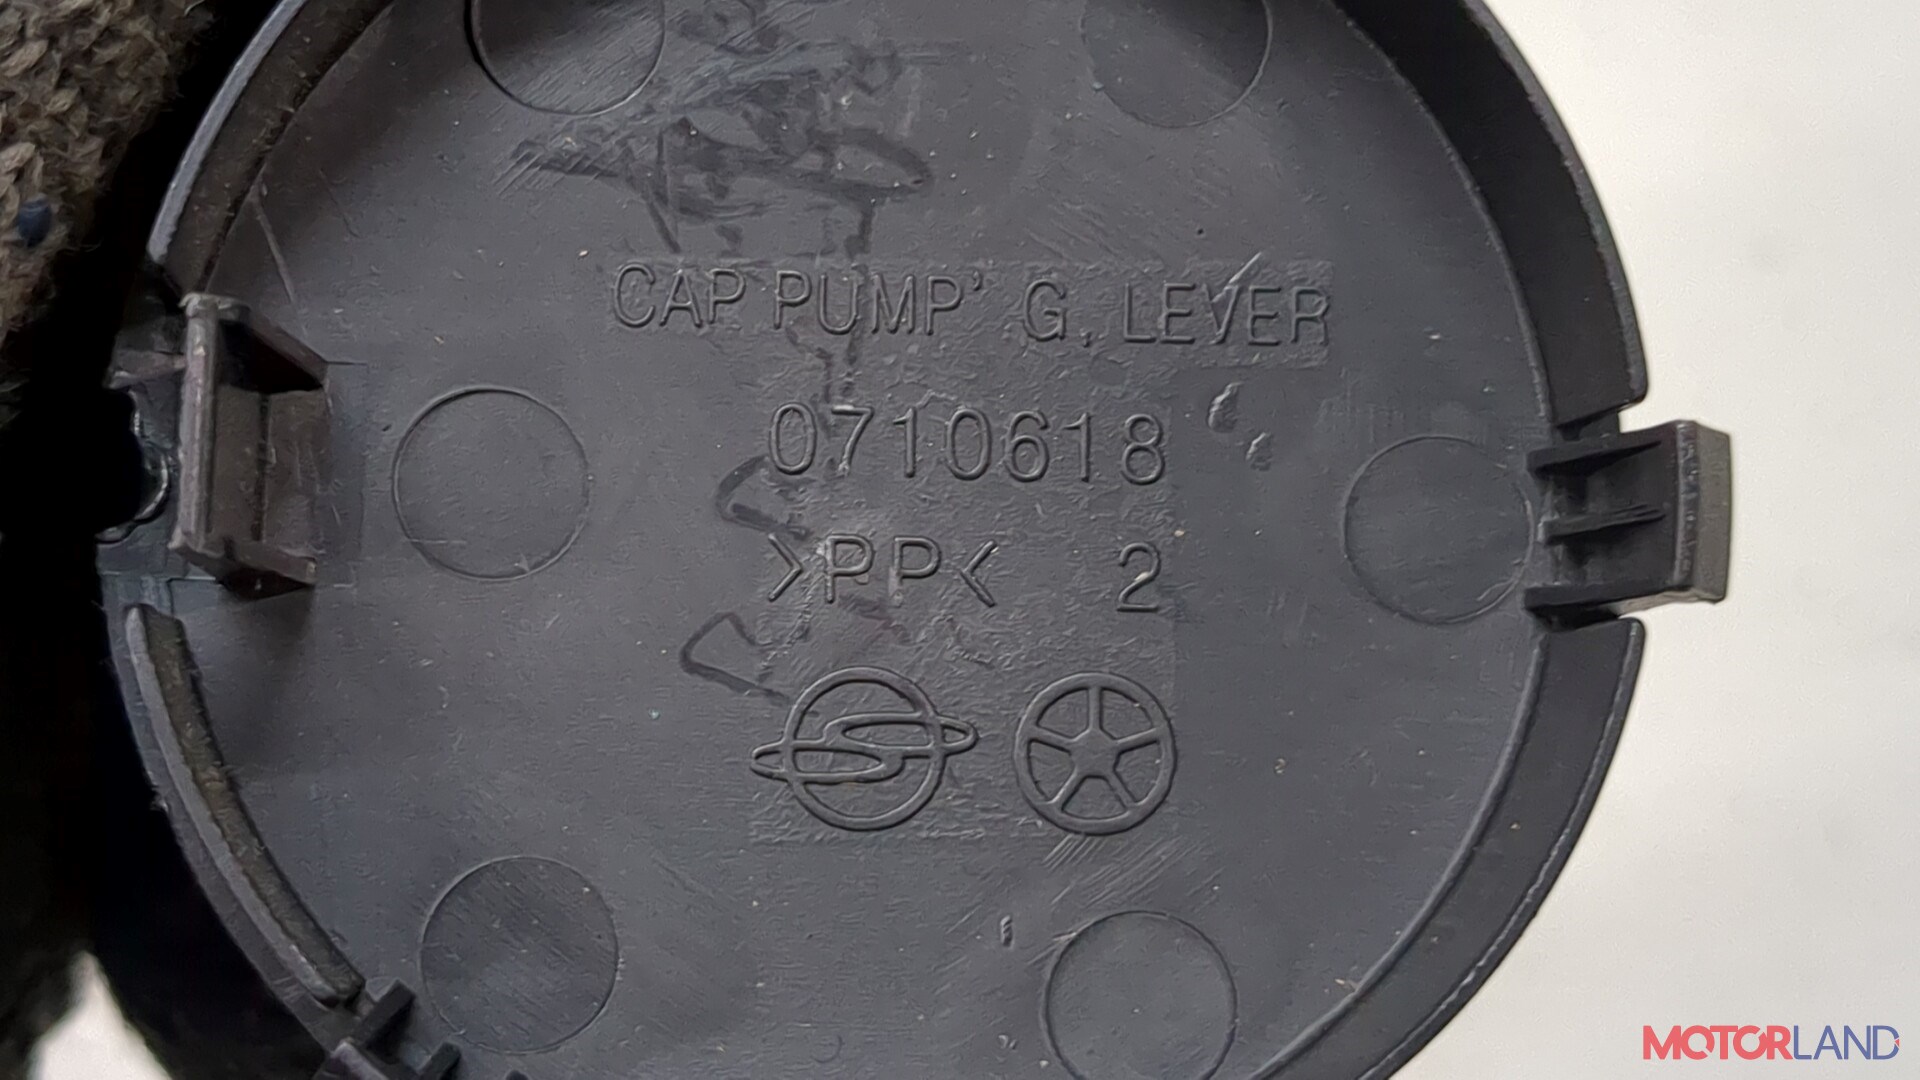 CAP PUMP' G. LEVER
0710618
>PP< 2
MOTORLAND